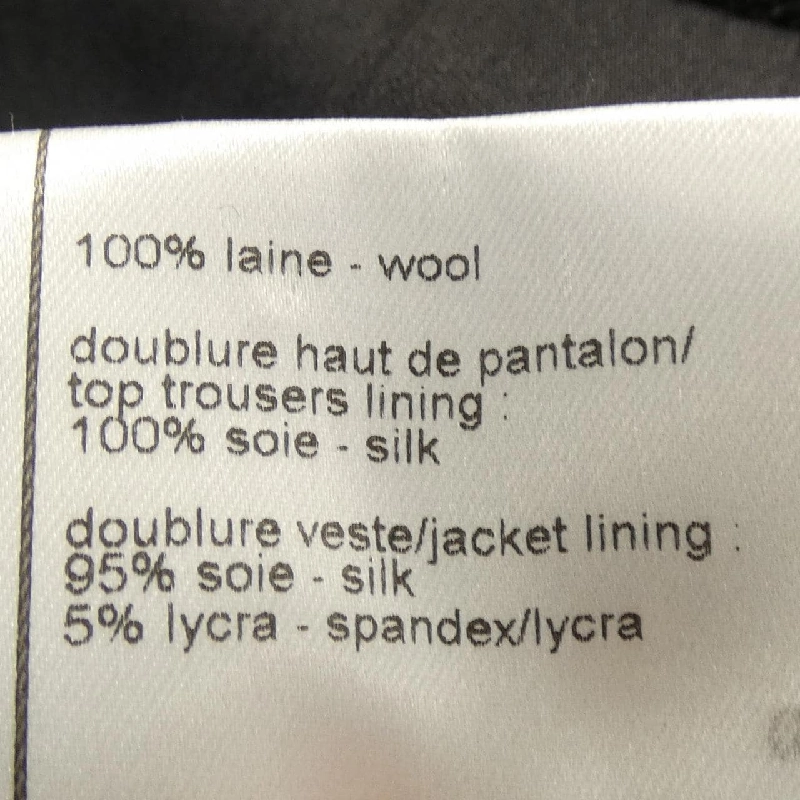 100% laine - wool
doublure haut de pantalon/
top trousers lining :
100% soie - silk
doublure veste/jacket lining :
95% soie - silk
5% lycra - spandex/lycra